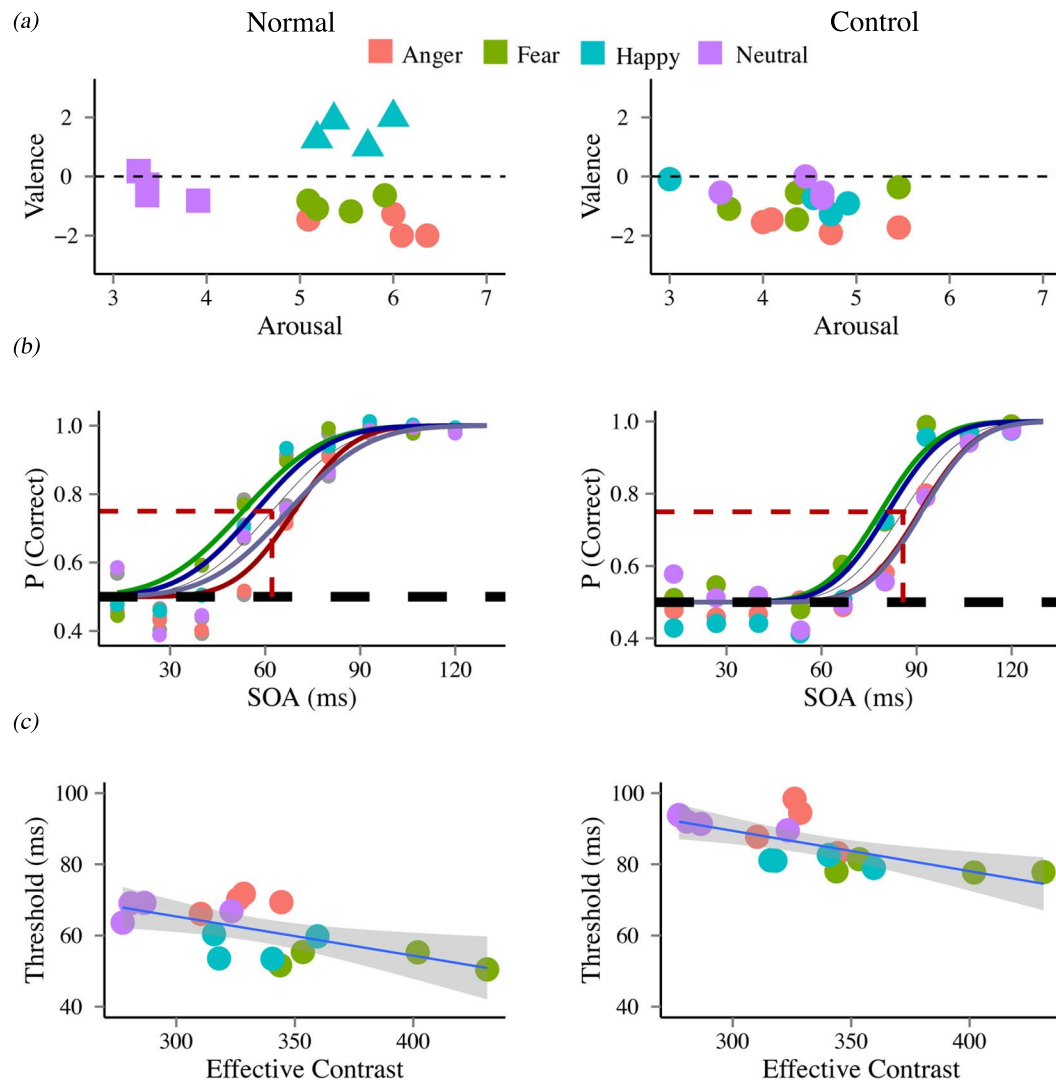 (a) Normal Control
Anger Fear Happy Neutral
Valence
2
0
−2
3 4 5 6 7
Arousal
Valence
2
0
−2
3 4 5 6 7
Arousal
(b)
P (Correct)
1.0
0.8
0.6
0.4
30 60 90 120
SOA (ms)
P (Correct)
1.0
0.8
0.6
0.4
30 60 90 120
SOA (ms)
(c)
Threshold (ms)
100
80
60
40
300 350 400
Effective Contrast
Threshold (ms)
100
80
60
40
300 350 400
Effective Contrast